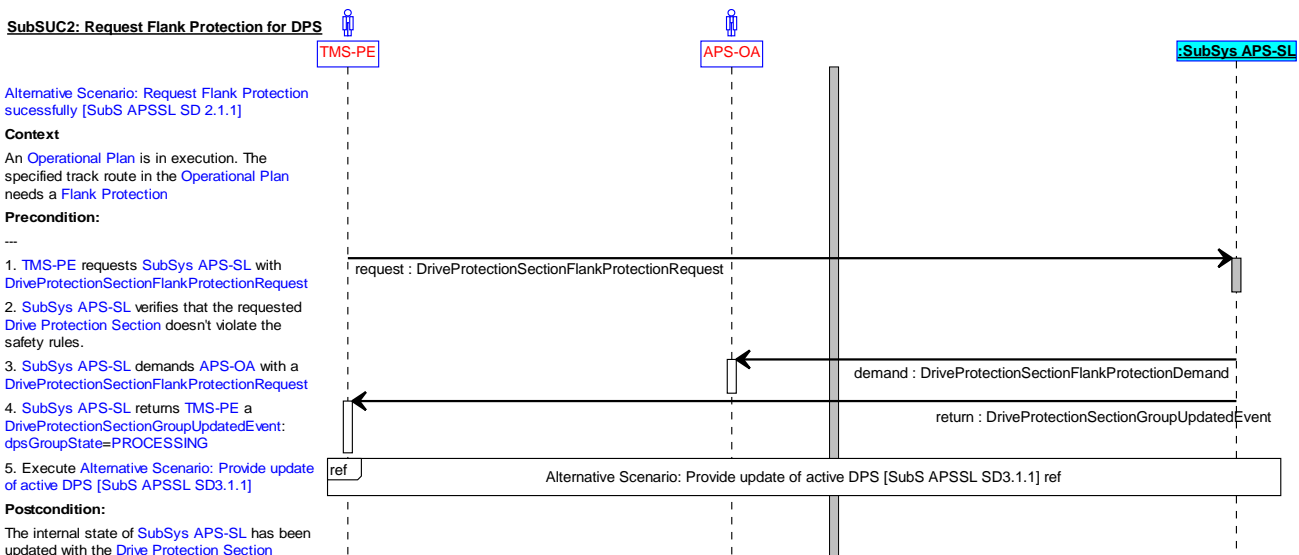 SubSUC2: Request Flank Protection for DPS
TMS-PE
APS-OA
:SubSys APS-SL
Alternative Scenario: Request Flank Protection
sucessfully [SubS APSSL SD 2.1.1]
Context
An Operational Plan is in execution. The
specified track route in the Operational Plan
needs a Flank Protection
Precondition:
---
1. TMS-PE requests SubSys APS-SL with
DriveProtectionSectionFlankProtectionRequest
request : DriveProtectionSectionFlankProtectionRequest
2. SubSys APS-SL verifies that the requested
Drive Protection Section doesn't violate the
safety rules.
3. SubSys APS-SL demands APS-OA with a
DriveProtectionSectionFlankProtectionRequest
demand : DriveProtectionSectionFlankProtectionDemand
4. SubSys APS-SL returns TMS-PE a
DriveProtectionSectionGroupUpdatedEvent:
dpsGroupState=PROCESSING
return : DriveProtectionSectionGroupUpdatedEvent
5. Execute Alternative Scenario: Provide update
of active DPS [SubS APSSL SD3.1.1]
ref
Alternative Scenario: Provide update of active DPS [SubS APSSL SD3.1.1] ref
Postcondition:
The internal state of SubSys APS-SL has been
updated with the Drive Protection Section